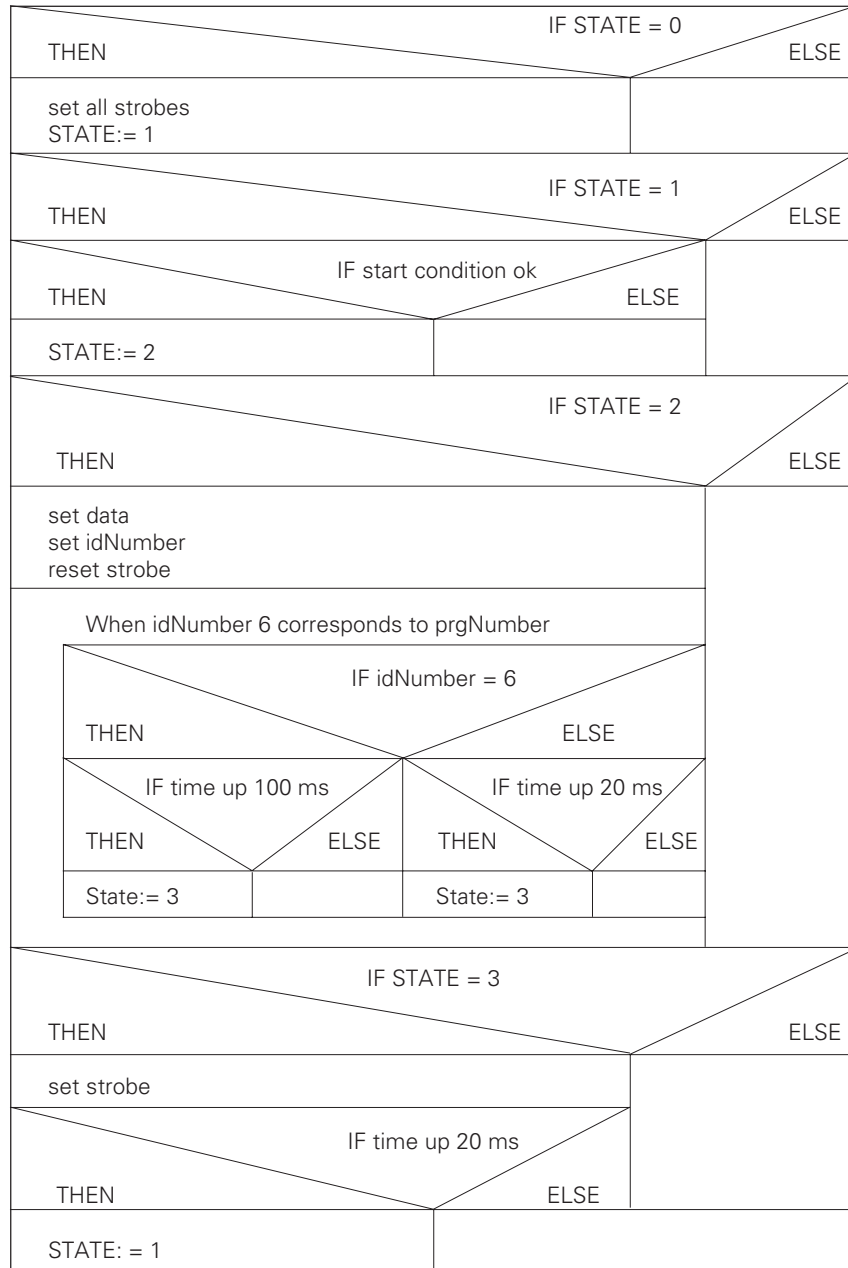 IF STATE = 0
THEN
ELSE
set all strobes
STATE:= 1
IF STATE = 1
THEN
ELSE
IF start condition ok
THEN
ELSE
STATE:= 2
IF STATE = 2
THEN
ELSE
set data
set idNumber
reset strobe
When idNumber 6 corresponds to prgNumber
IF idNumber = 6
THEN
ELSE
IF time up 100 ms
IF time up 20 ms
THEN
ELSE
THEN
ELSE
State:= 3
State:= 3
IF STATE = 3
THEN
ELSE
set strobe
IF time up 20 ms
THEN
ELSE
STATE: = 1